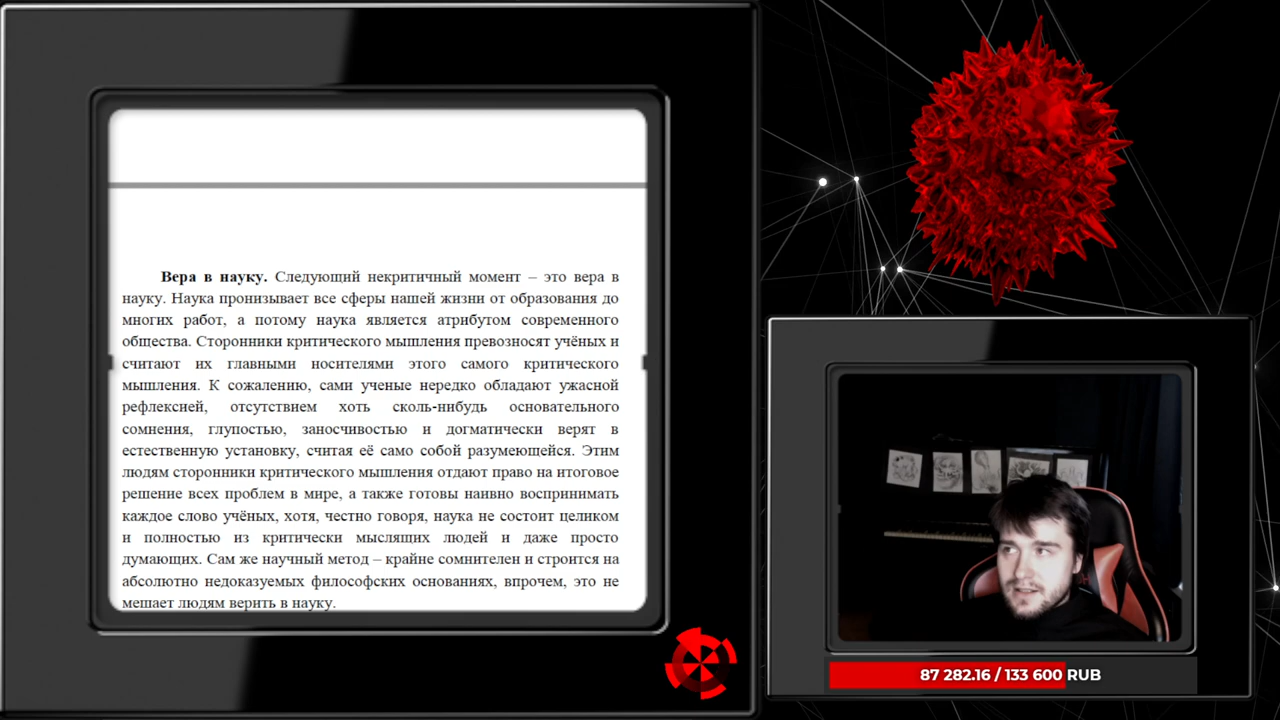 Вера в науку. Следующий некритичный момент – это вера в
науку. Наука пронизывает все сферы нашей жизни от образования до
многих работ, а потому наука является атрибутом современного
общества. Сторонники критического мышления превозносят учёных и
считают их главными носителями этого самого критического
мышления. К сожалению, сами ученые нередко обладают ужасной
рефлексией, отсутствием хоть сколь-нибудь основательного
сомнения, глупостью, заносчивостью и догматически верят в
естественную установку, считая её само собой разумеющейся. Этим
людям сторонники критического мышления отдают право на итоговое
решение всех проблем в мире, а также готовы наивно воспринимать
каждое слово учёных, хотя, честно говоря, наука не состоит целиком
и полностью из критически мыслящих людей и даже просто
думающих. Сам же научный метод – крайне сомнителен и строится на
абсолютно недоказуемых философских основаниях, впрочем, это не
мешает людям верить в науку.
87 282.16 / 133 600 RUB